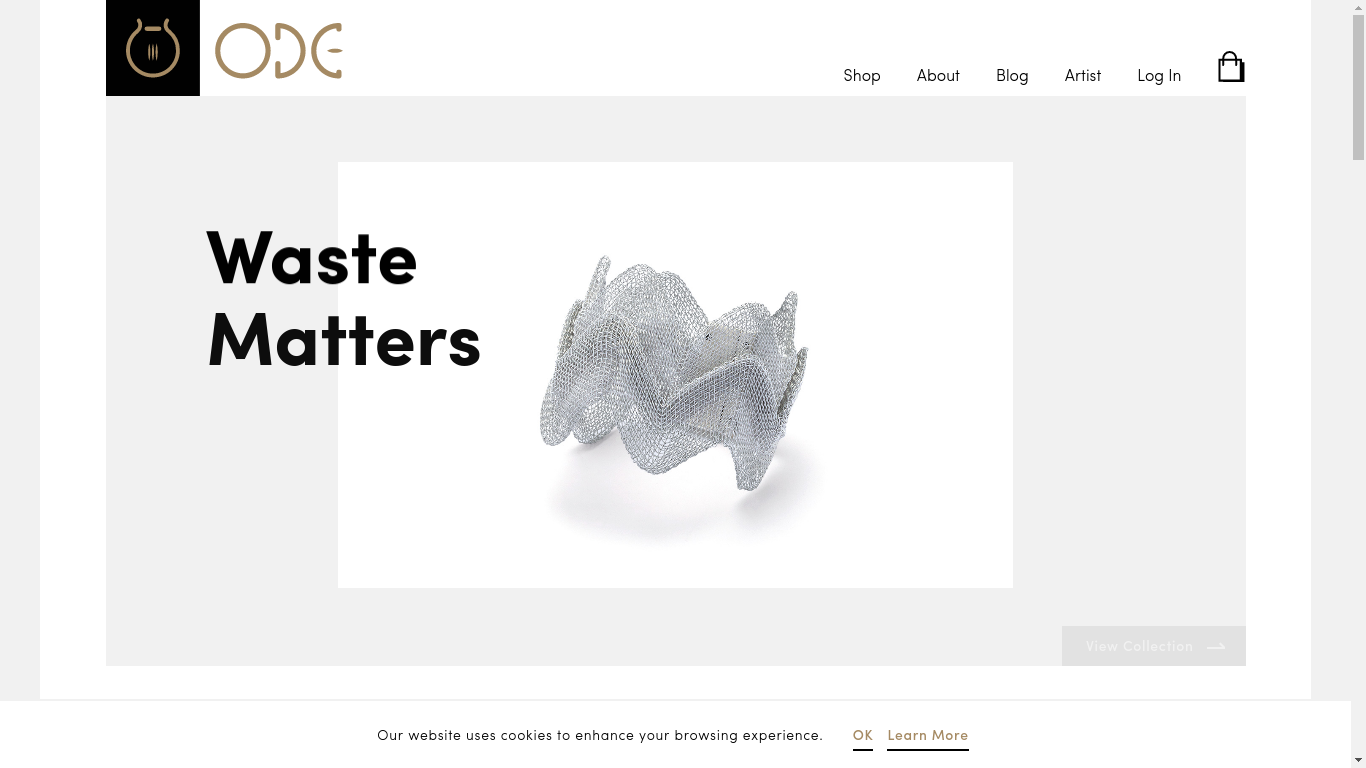 ODE
Shop About Blog Artist Log In
Waste
Matters
View Collection
Our website uses cookies to enhance your browsing experience. OK Learn More